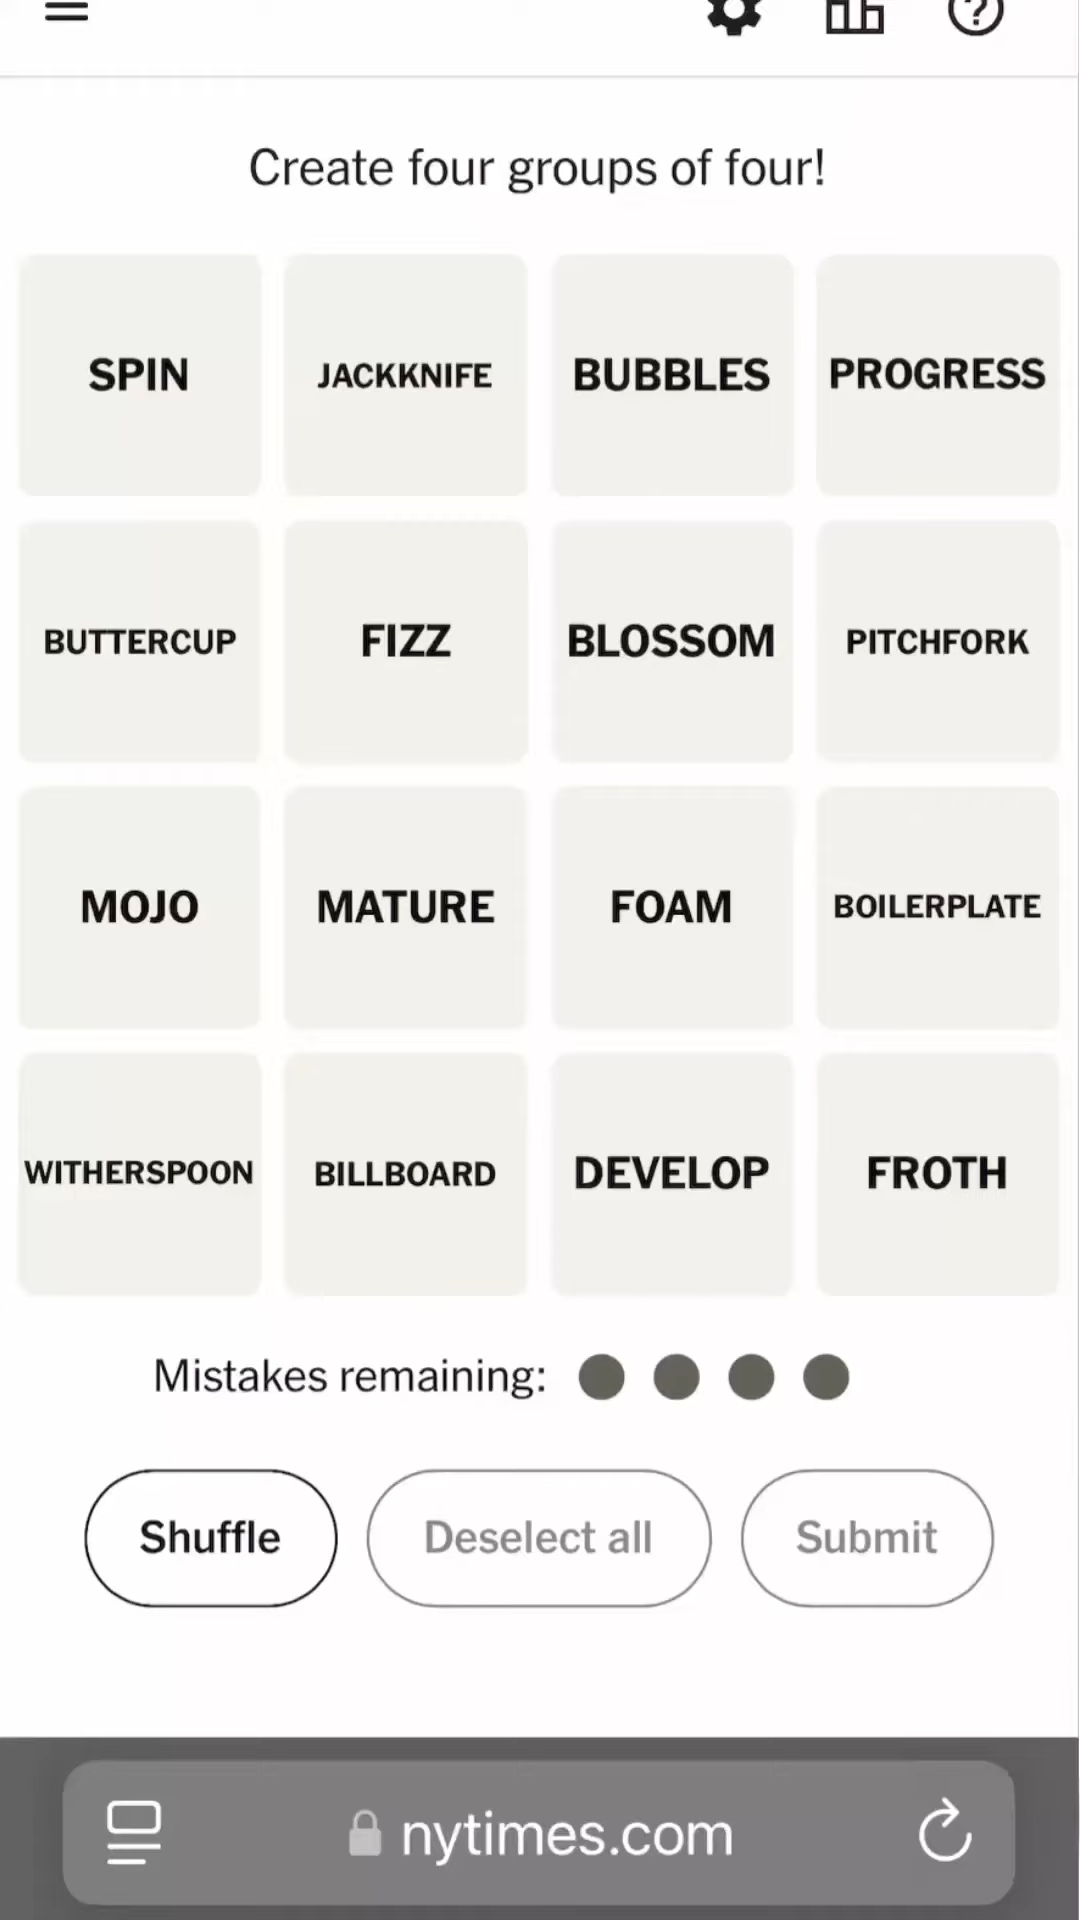 Create four groups of four!
SPIN JACKKNIFE BUBBLES PROGRESS
BUTTERCUP FIZZ BLOSSOM PITCHFORK
MOJO MATURE FOAM BOILERPLATE
WITHERSPOON BILLBOARD DEVELOP FROTH
Mistakes remaining:
Shuffle Deselect all Submit
nytimes.com